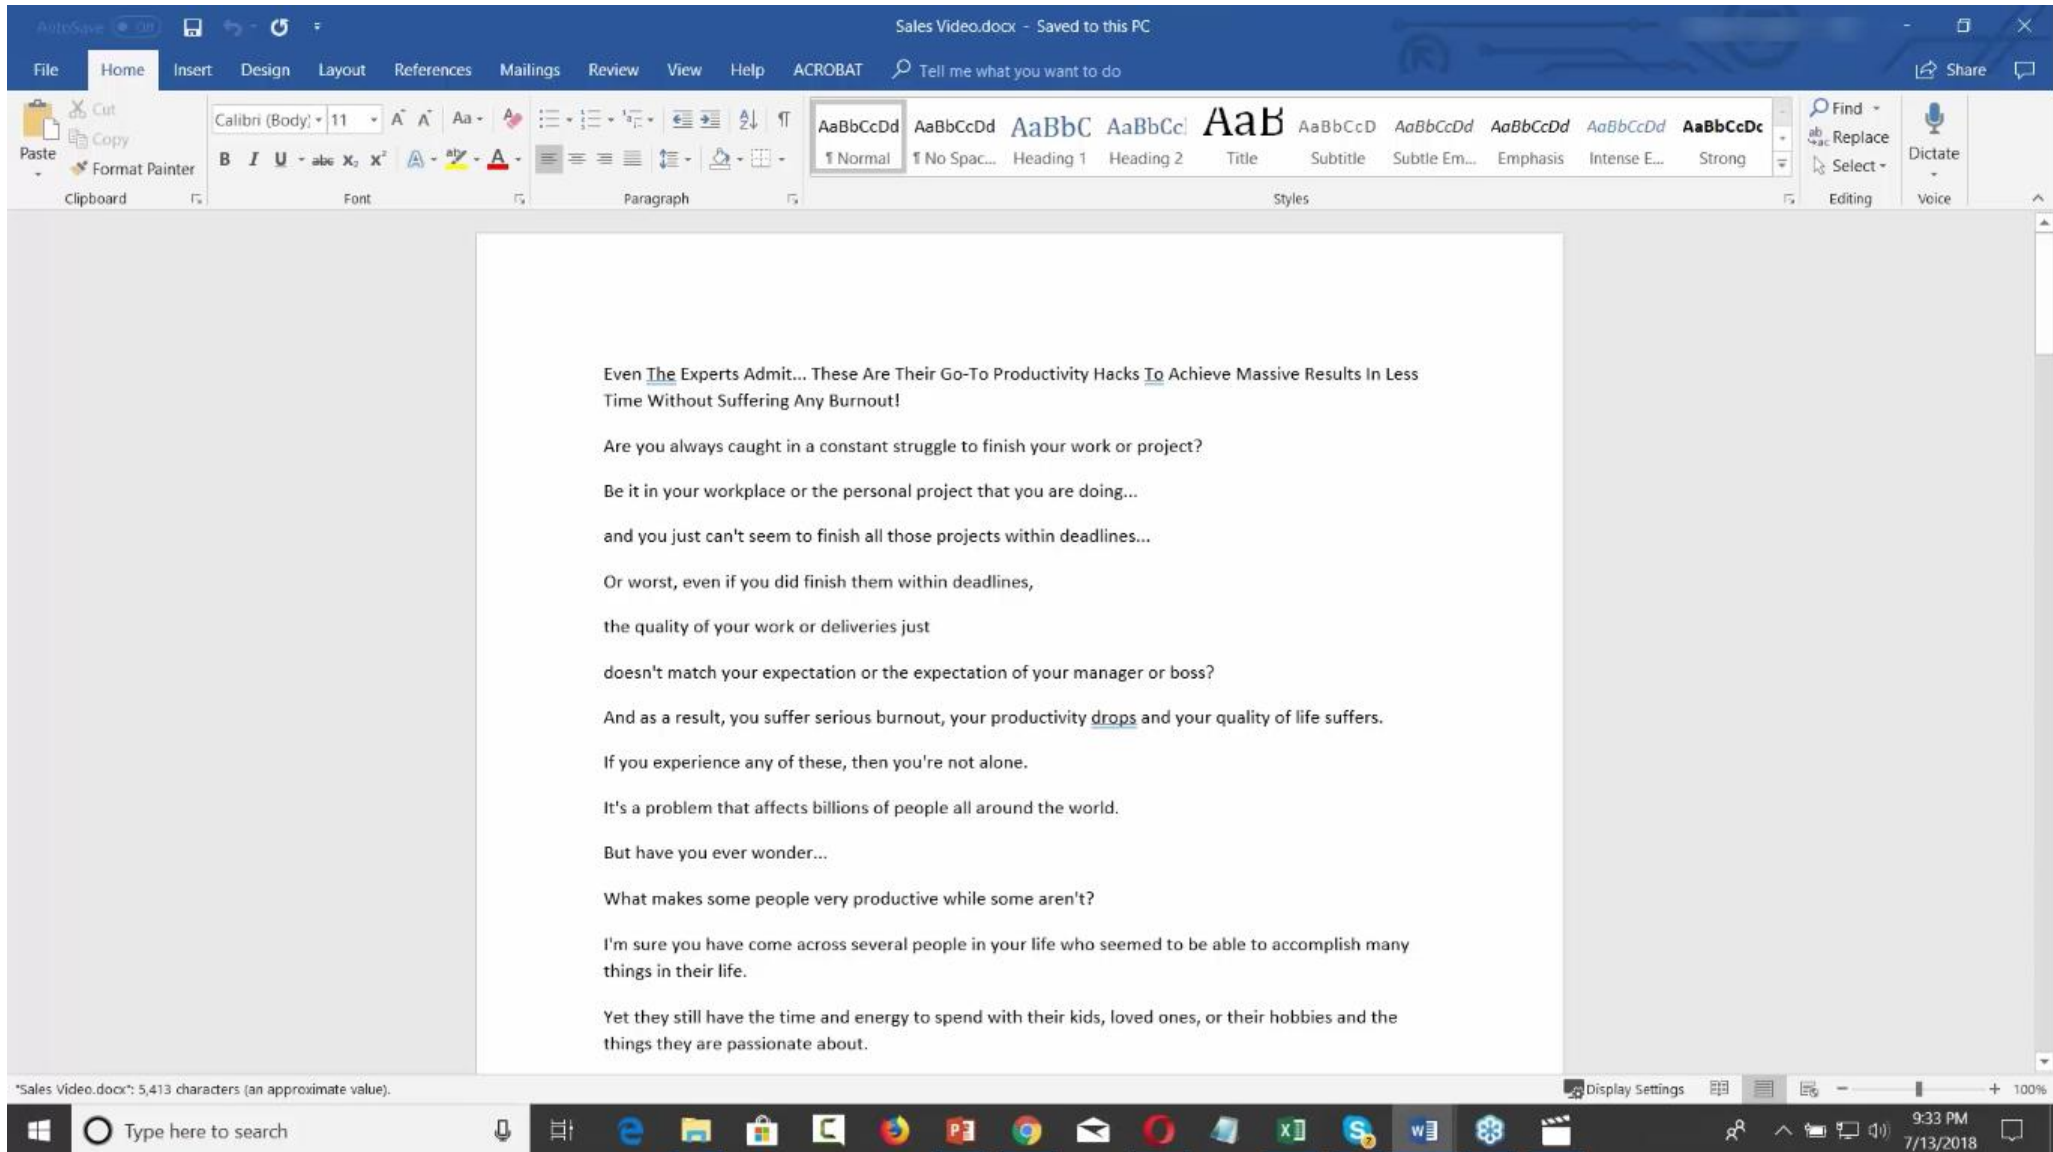 AutoSave Off
Sales Video.docx - Saved to this PC
File Home Insert Design Layout References Mailings Review View Help ACROBAT Tell me what you want to do Share
Cut
Copy
Paste
Format Painter
Clipboard
Calibri (Body) 11
Aa
B I U abc X₂ X²
Font
Paragraph
AaBbCcDd AaBbCcDd AaBbC AaBbCc AaB AaBbCcD AaBbCcDd AaBbCcDd AaBbCcDd AaBbCcDc
¶ Normal ¶ No Spac... Heading 1 Heading 2 Title Subtitle Subtle Em... Emphasis Intense E... Strong
Styles
Find
Replace
Select
Editing
Dictate
Voice
Even The Experts Admit... These Are Their Go-To Productivity Hacks To Achieve Massive Results In Less
Time Without Suffering Any Burnout!
Are you always caught in a constant struggle to finish your work or project?
Be it in your workplace or the personal project that you are doing...
and you just can't seem to finish all those projects within deadlines...
Or worst, even if you did finish them within deadlines,
the quality of your work or deliveries just
doesn't match your expectation or the expectation of your manager or boss?
And as a result, you suffer serious burnout, your productivity drops and your quality of life suffers.
If you experience any of these, then you're not alone.
It's a problem that affects billions of people all around the world.
But have you ever wonder...
What makes some people very productive while some aren't?
I'm sure you have come across several people in your life who seemed to be able to accomplish many
things in their life.
Yet they still have the time and energy to spend with their kids, loved ones, or their hobbies and the
things they are passionate about.
"Sales Video.docx": 5,413 characters (an approximate value). Display Settings 100%
Type here to search
9:33 PM
7/13/2018